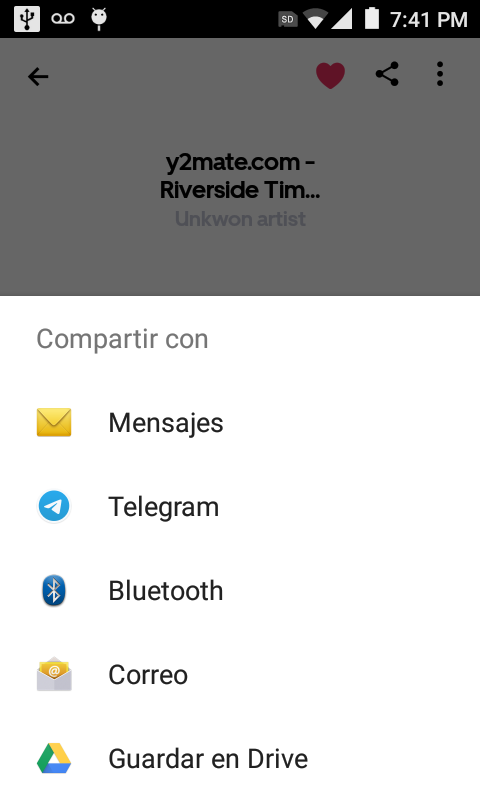 SD 7:41 PM
y2mate.com -
Riverside Tim...
Unkwon artist
Compartir con
Mensajes
Telegram
Bluetooth
@ Correo
Guardar en Drive